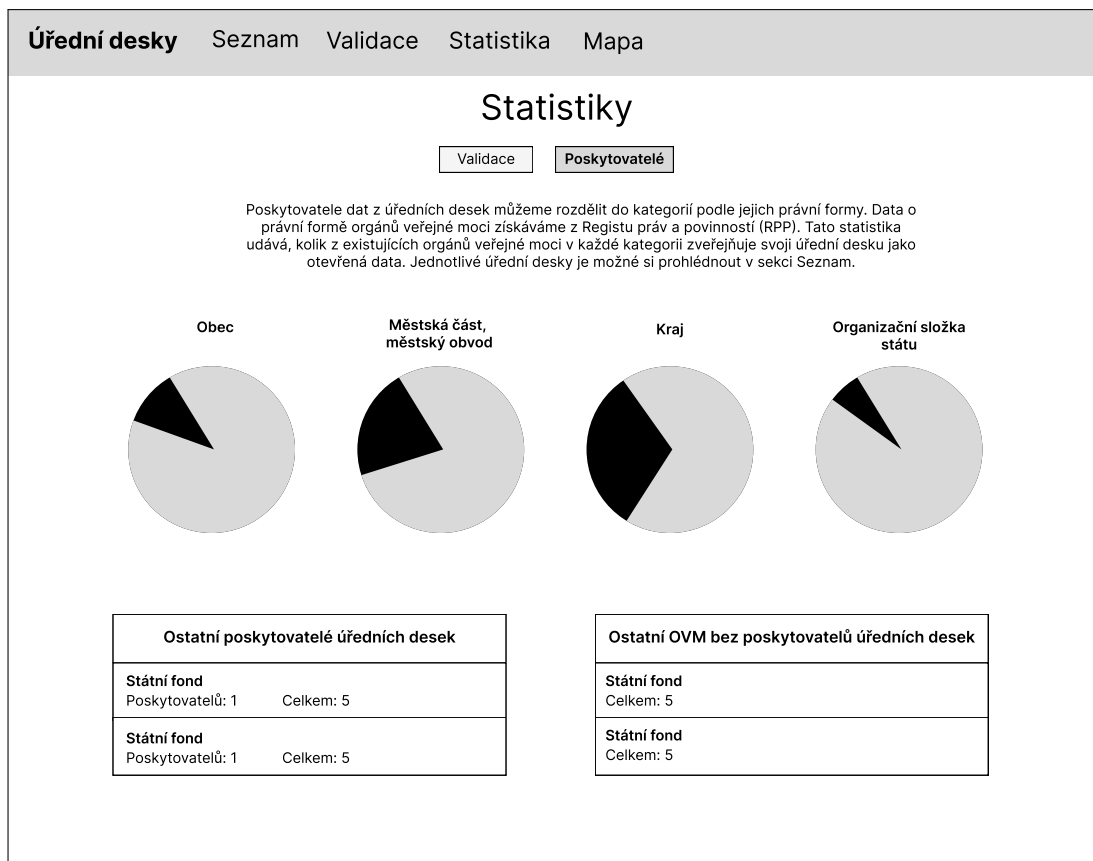 Úřední desky Seznam Validace Statistika Mapa
Statistiky
Validace Poskytovatelé
Poskytovatele dat z úředních desek můžeme rozdělit do kategorií podle jejich právní formy. Data o
právní formě orgánů veřejné moci získáváme z Registu práv a povinností (RPP). Tato statistika
udává, kolik z existujících orgánů veřejné moci v každé kategorii zveřejňuje svoji úřední desku jako
otevřená data. Jednotlivé úřední desky je možné si prohlédnout v sekci Seznam.
Obec
Městská část,
městský obvod
Kraj
Organizační složka
státu
Ostatní poskytovatelé úředních desek
Státní fond
Poskytovatelů: 1 Celkem: 5
Státní fond
Poskytovatelů: 1 Celkem: 5
Ostatní OVM bez poskytovatelů úředních desek
Státní fond
Celkem: 5
Státní fond
Celkem: 5